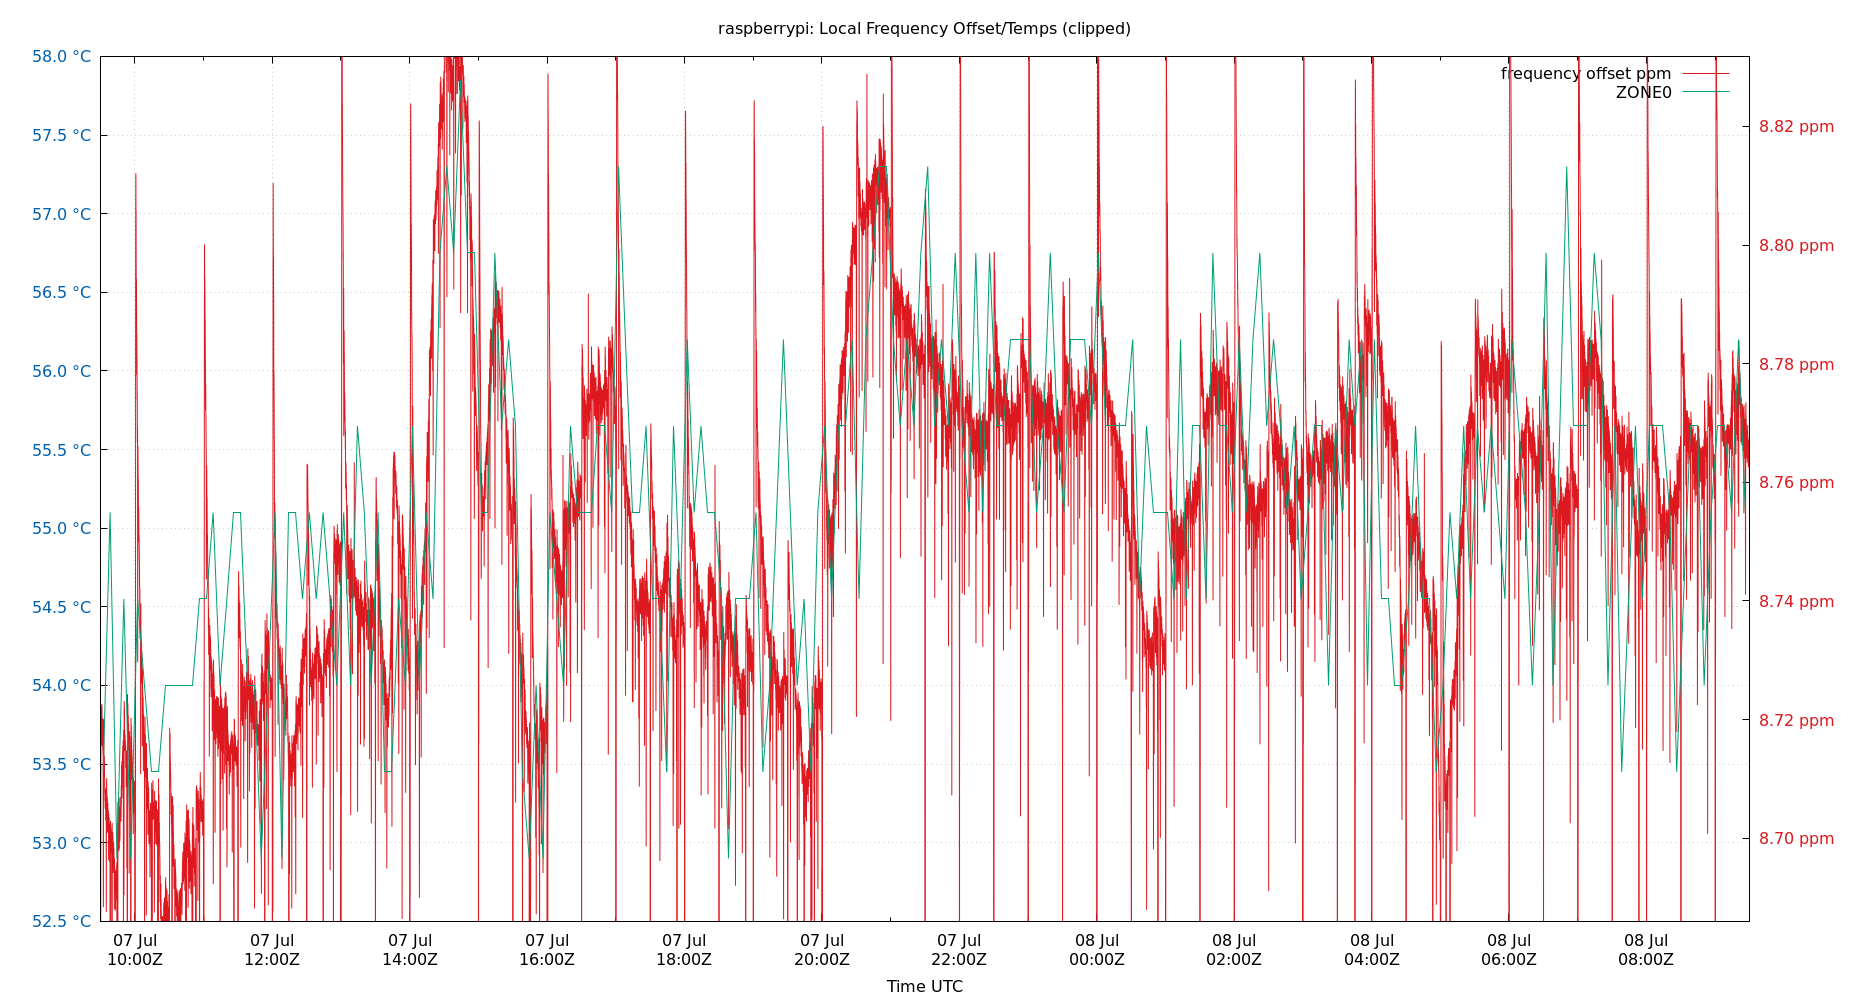 raspberrypi: Local Frequency Offset/Temps (clipped)
58.0 °C
57.5 °C
57.0 °C
56.5 °C
56.0 °C
55.5 °C
55.0 °C
54.5 °C
54.0 °C
53.5 °C
53.0 °C
52.5 °C
frequency offset ppm
ZONE0
8.82 ppm
8.80 ppm
8.78 ppm
8.76 ppm
8.74 ppm
8.72 ppm
8.70 ppm
07 Jul 07 Jul 07 Jul 07 Jul 07 Jul 07 Jul 07 Jul 08 Jul 08 Jul 08 Jul 08 Jul 08 Jul
10:00Z 12:00Z 14:00Z 16:00Z 18:00Z 20:00Z 22:00Z 00:00Z 02:00Z 04:00Z 06:00Z 08:00Z
Time UTC